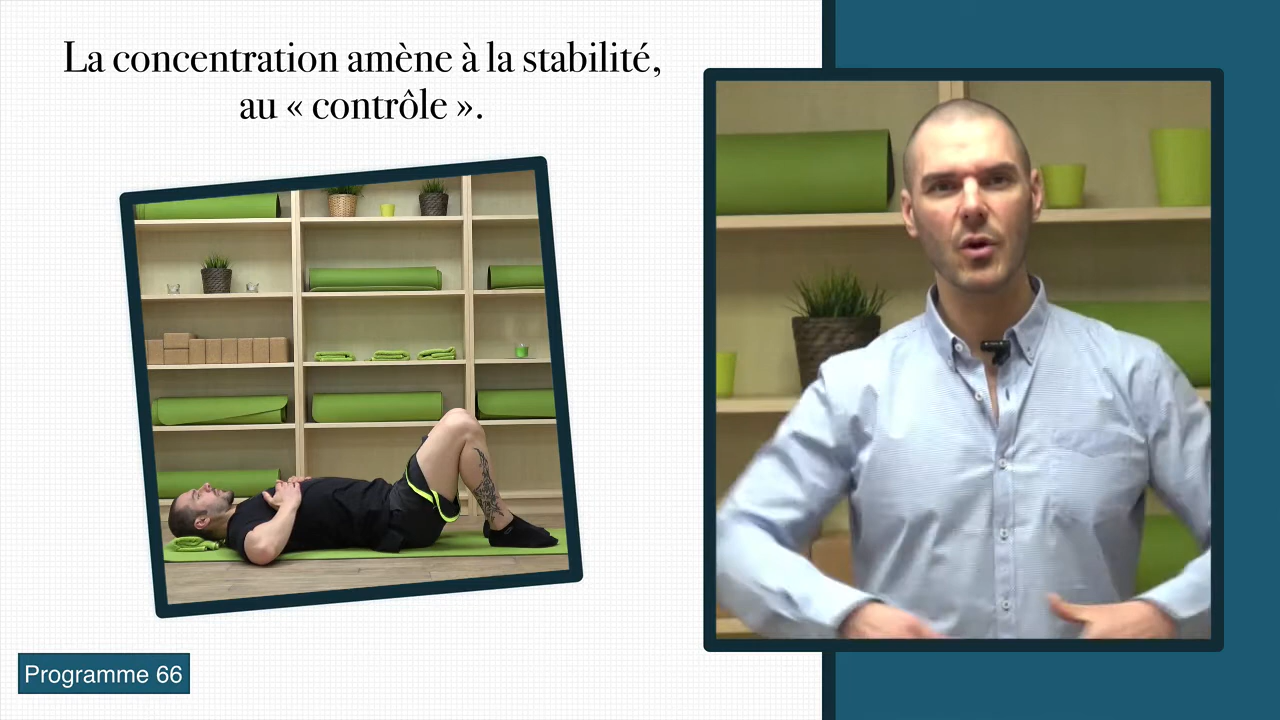 La concentration amène à la stabilité,
au « contrôle ».
Programme 66